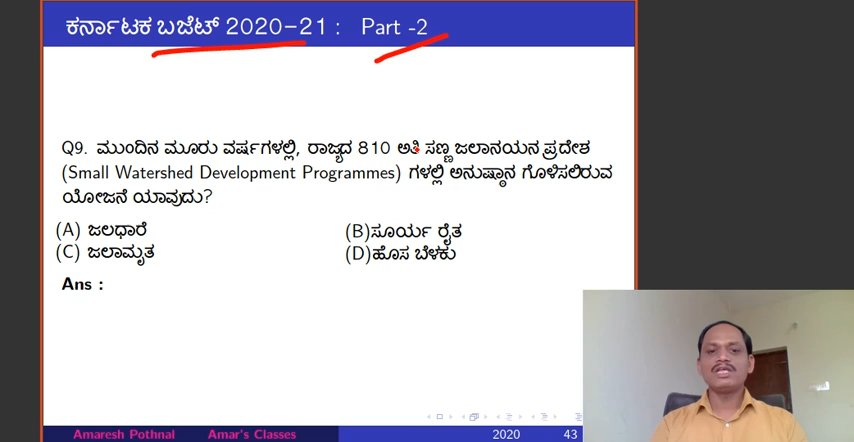 ಕರ್ನಾಟಕ ಬಜೆಟ್ 2020-21 : Part -2
Q9. ಮುಂದಿನ ಮೂರು ವರ್ಷಗಳಲ್ಲಿ, ರಾಜ್ಯದ 810 ಅತಿ ಸಣ್ಣ ಜಲಾನಯನ ಪ್ರದೇಶ
(Small Watershed Development Programmes) ಗಳಲ್ಲಿ ಅನುಷ್ಠಾನ ಗೊಳಿಸಲಿರುವ
ಯೋಜನೆ ಯಾವುದು?
(A) ಜಲಧಾರೆ (B)ಸೂರ್ಯ ರೈತ
(C) ಜಲಾಮೃತ (D)ಹೊಸ ಬೆಳಕು
Ans :
Amaresh Pothnal Amar's Classes 2020 43